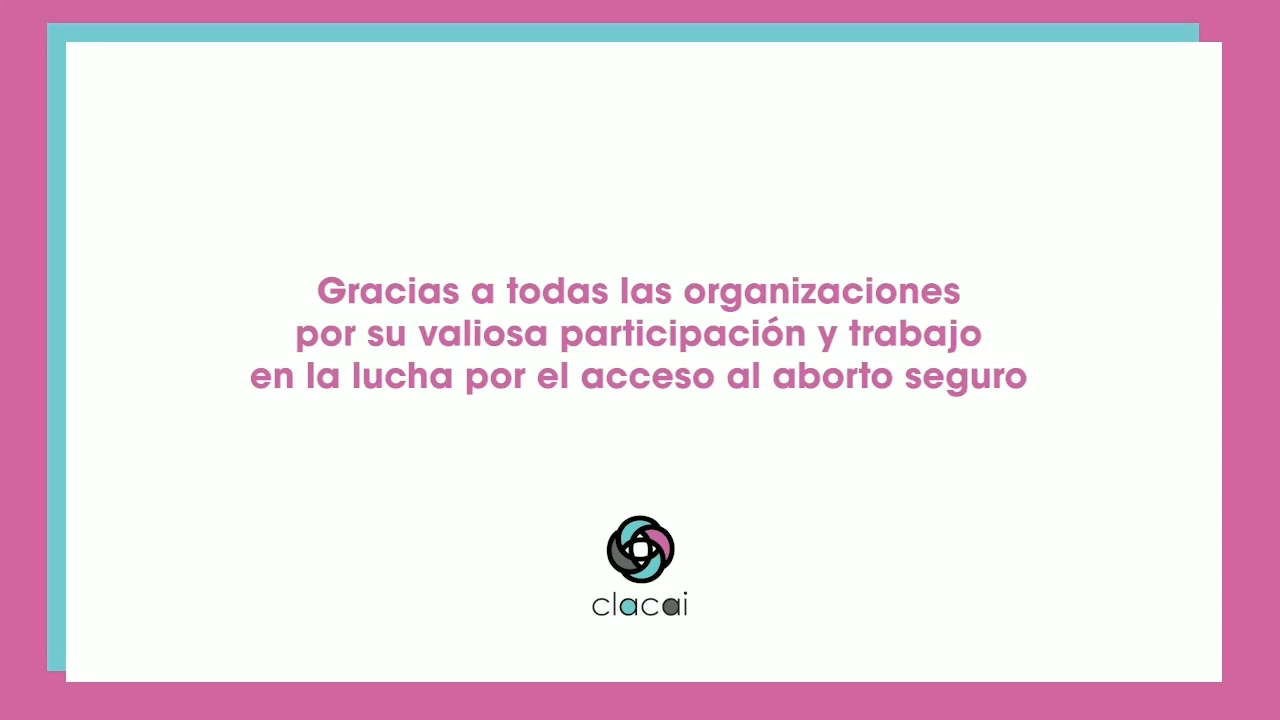 Gracias a todas las organizaciones
por su valiosa participación y trabajo
en la lucha por el acceso al aborto seguro
clacai